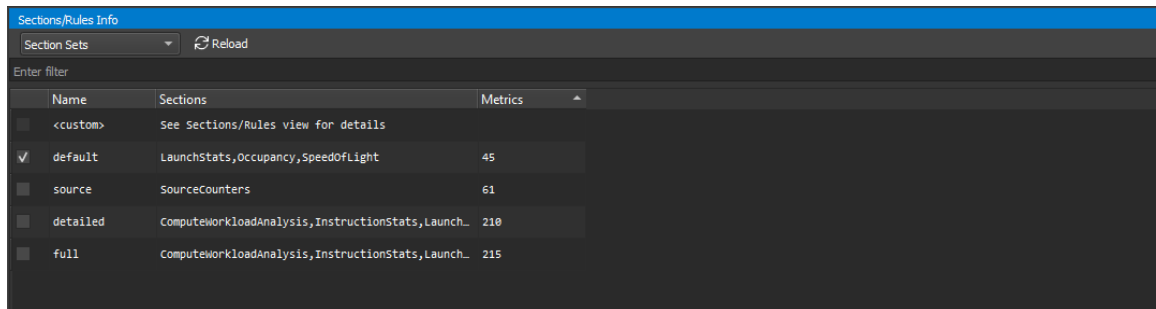 Sections/Rules Info
Section Sets Reload
Enter filter
Name Sections Metrics
<custom> See Sections/Rules view for details
default LaunchStats,Occupancy,SpeedOfLight 45
source SourceCounters 61
detailed ComputeWorkloadAnalysis,InstructionStats,Launch… 210
full ComputeWorkloadAnalysis,InstructionStats,Launch… 215